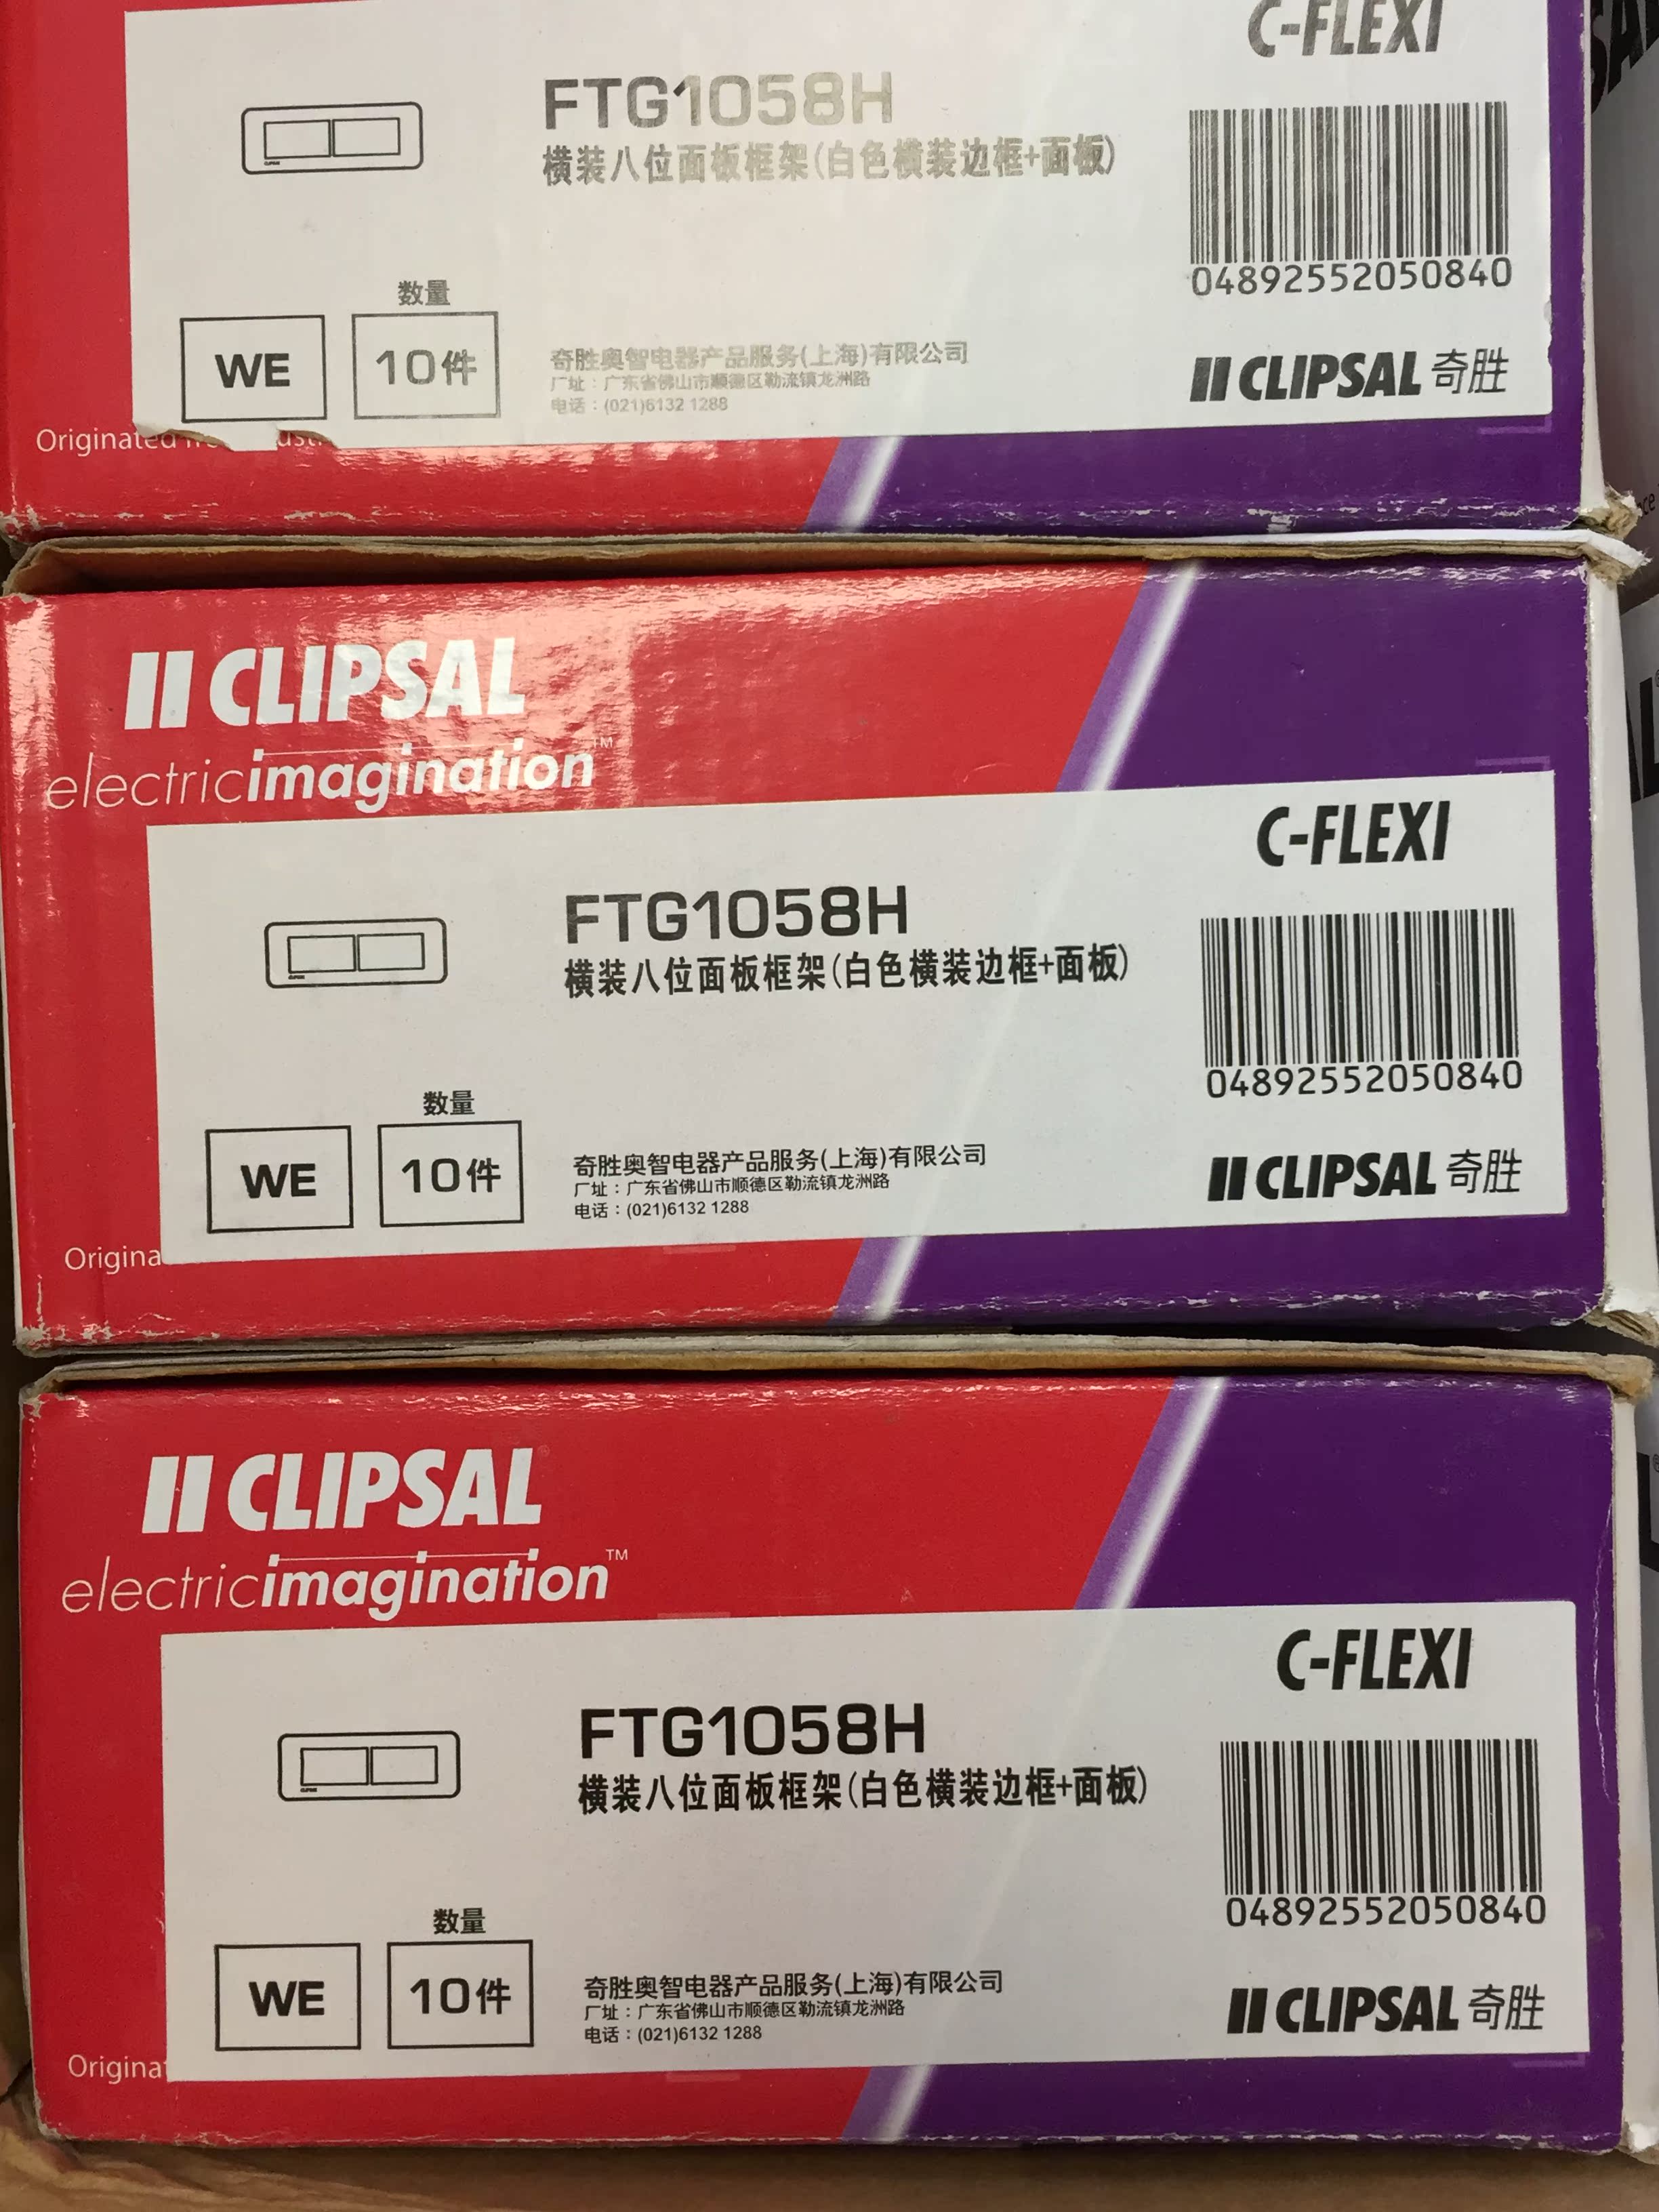 C-FLEXI
FTG1058H
横装八位面板框架(白色横装边框+面板)
04892552050840
数量
WE
10件
奇胜奥智电器产品服务(上海)有限公司
厂址：广东省佛山市顺德区勒流镇龙洲路
电话：(021)6132 1288
CLIPSAL 奇胜
Originated
CLIPSAL
electricimagination™
C-FLEXI
FTG1058H
横装八位面板框架(白色横装边框+面板)
04892552050840
数量
WE
10件
奇胜奥智电器产品服务(上海)有限公司
厂址：广东省佛山市顺德区勒流镇龙洲路
电话：(021)6132 1288
CLIPSAL 奇胜
Origina
CLIPSAL
electricimagination™
C-FLEXI
FTG1058H
横装八位面板框架(白色横装边框+面板)
04892552050840
数量
WE
10件
奇胜奥智电器产品服务(上海)有限公司
厂址：广东省佛山市顺德区勒流镇龙洲路
电话：(021)6132 1288
CLIPSAL 奇胜
Origina